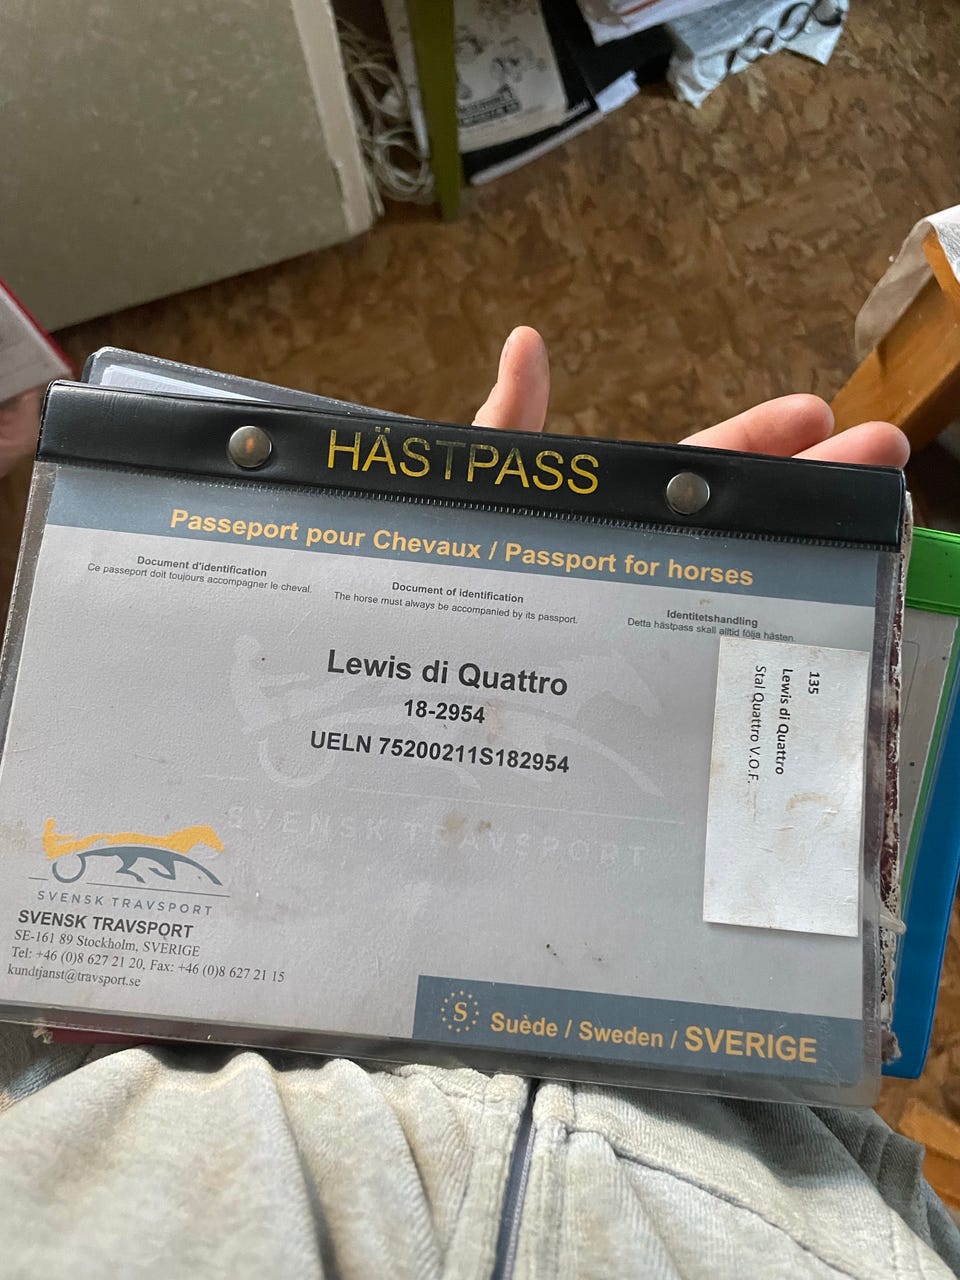 HÄSTPASS
Passeport pour Chevaux / Passport for horses
Document d'identification
Ce passeport doit toujours accompagner le cheval.
Document of identification
The horse must always be accompanied by its passport.
Identitetshandling
Detta hästpass skall alltid följa hästen.
Lewis di Quattro
18-2954
UELN 75200211S182954
135
Lewis di Quattro
Stal Quattro V.O.F.
SVENSK TRAVSPORT
SVENSK TRAVSPORT
SVENSK TRAVSPORT
SE-161 89 Stockholm, SVERIGE
Tel: +46 (0)8 627 21 20, Fax: +46 (0)8 627 21 15
kundtjanst@travsport.se
S
Suède / Sweden / SVERIGE